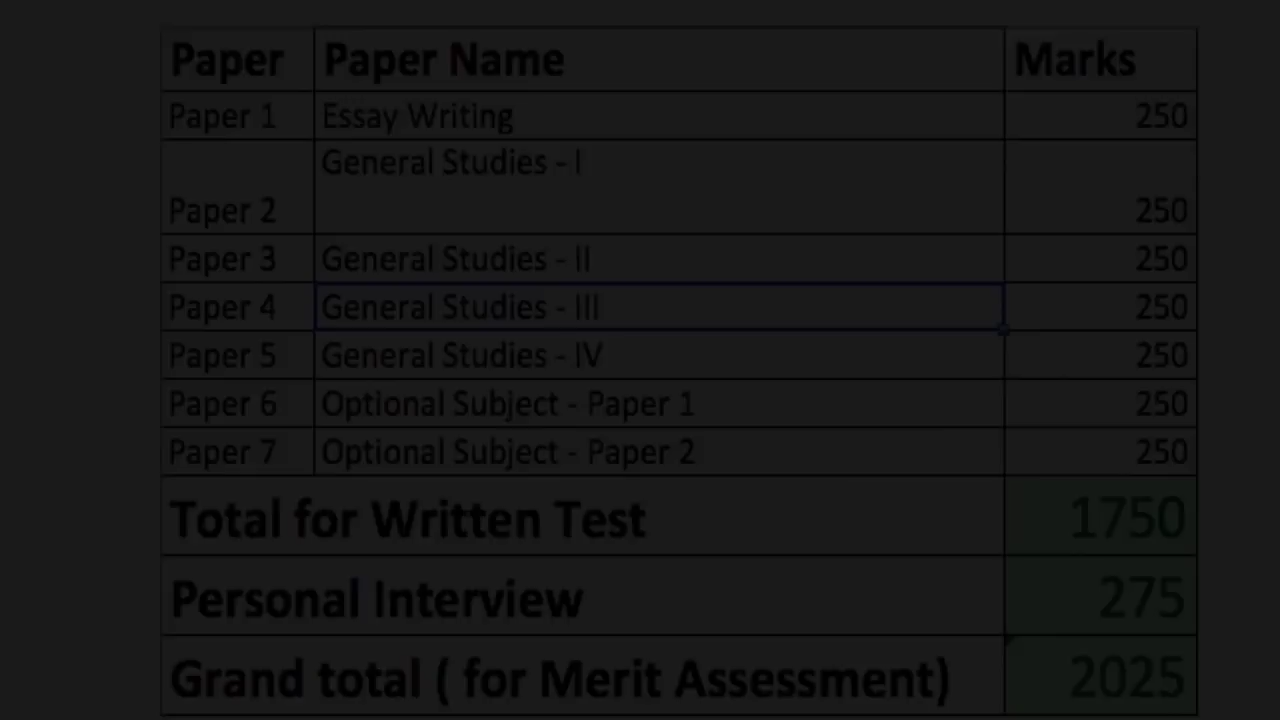 Paper Paper Name Marks
Paper 1 Essay Writing 250
General Studies - I
Paper 2 250
Paper 3 General Studies - II 250
Paper 4 General Studies - III 250
Paper 5 General Studies - IV 250
Paper 6 Optional Subject - Paper 1 250
Paper 7 Optional Subject - Paper 2 250
Total for Written Test 1750
Personal Interview 275
Grand total ( for Merit Assessment) 2025